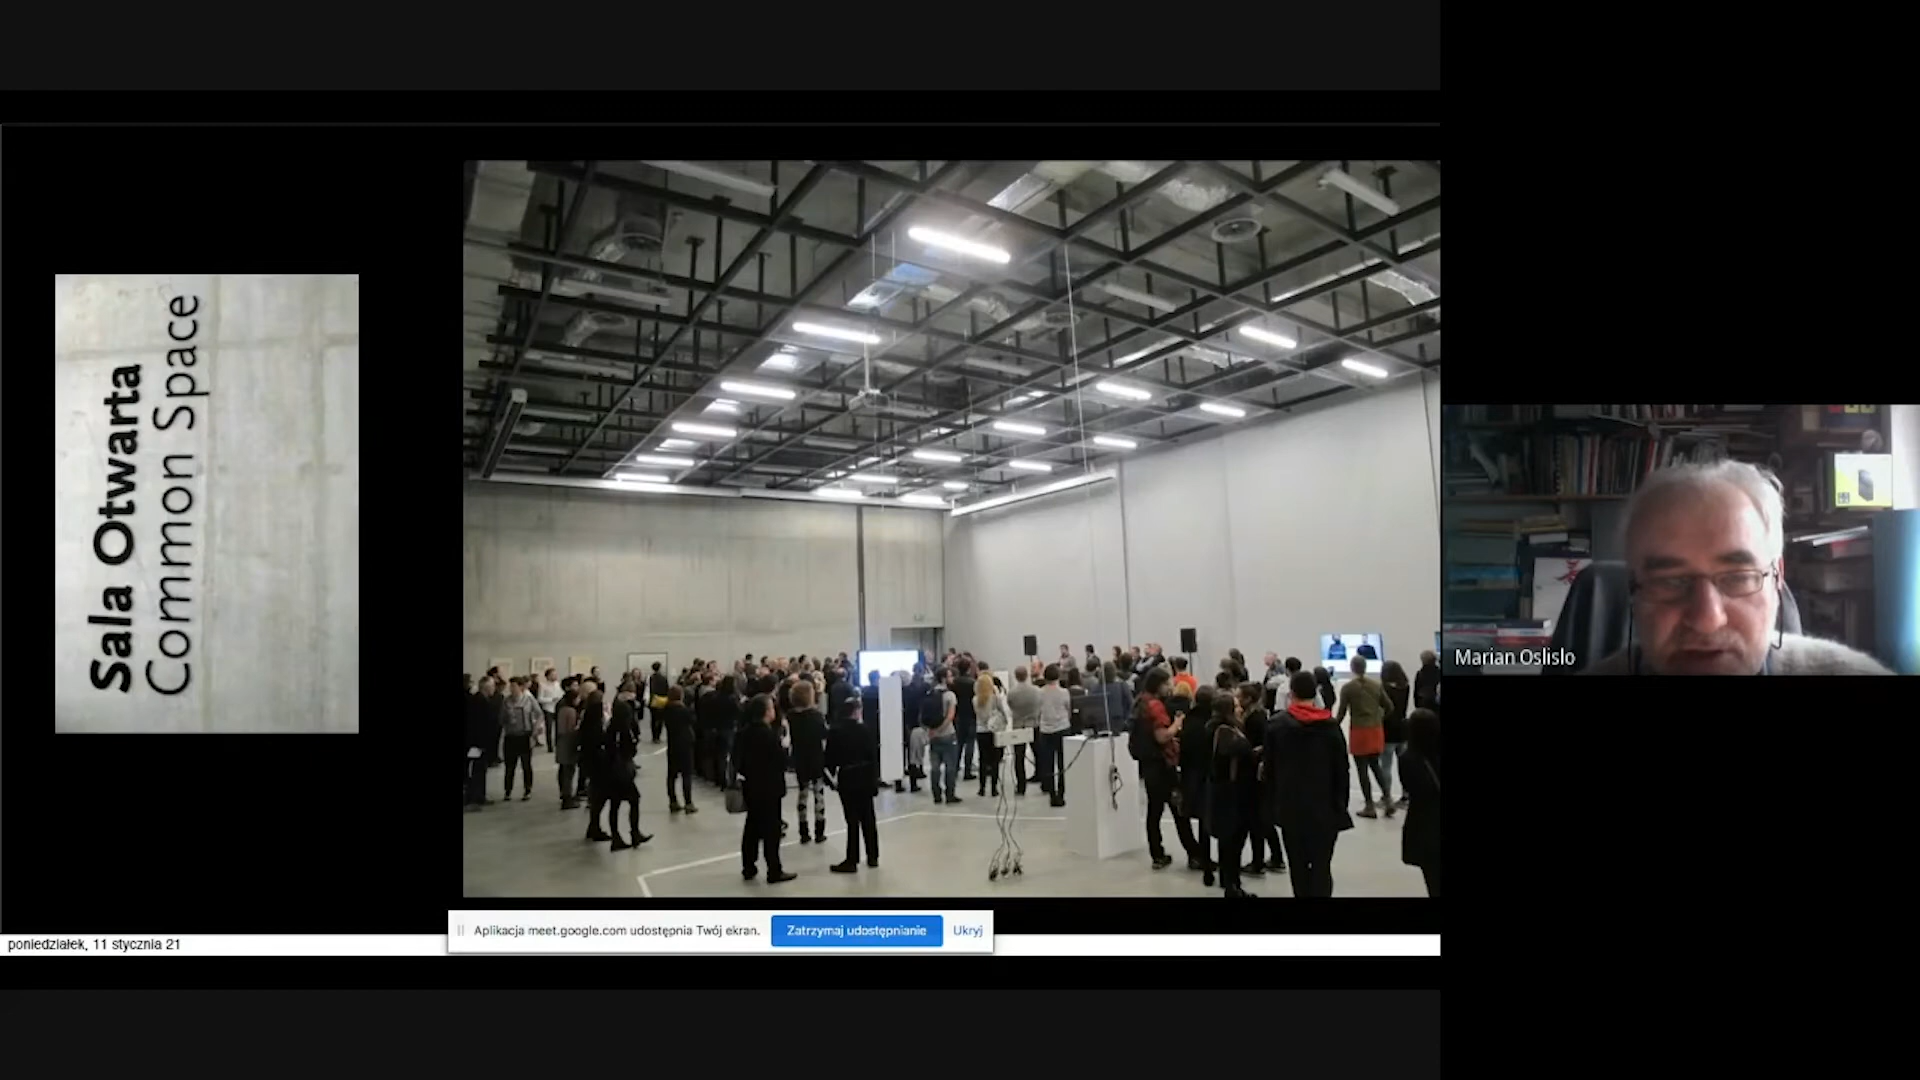 Sala Otwarta
Common Space
Marian Oslislo
Aplikacja meet.google.com udostępnia Twój ekran.
Zatrzymaj udostępnianie
Ukryj
poniedziałek, 11 stycznia 21